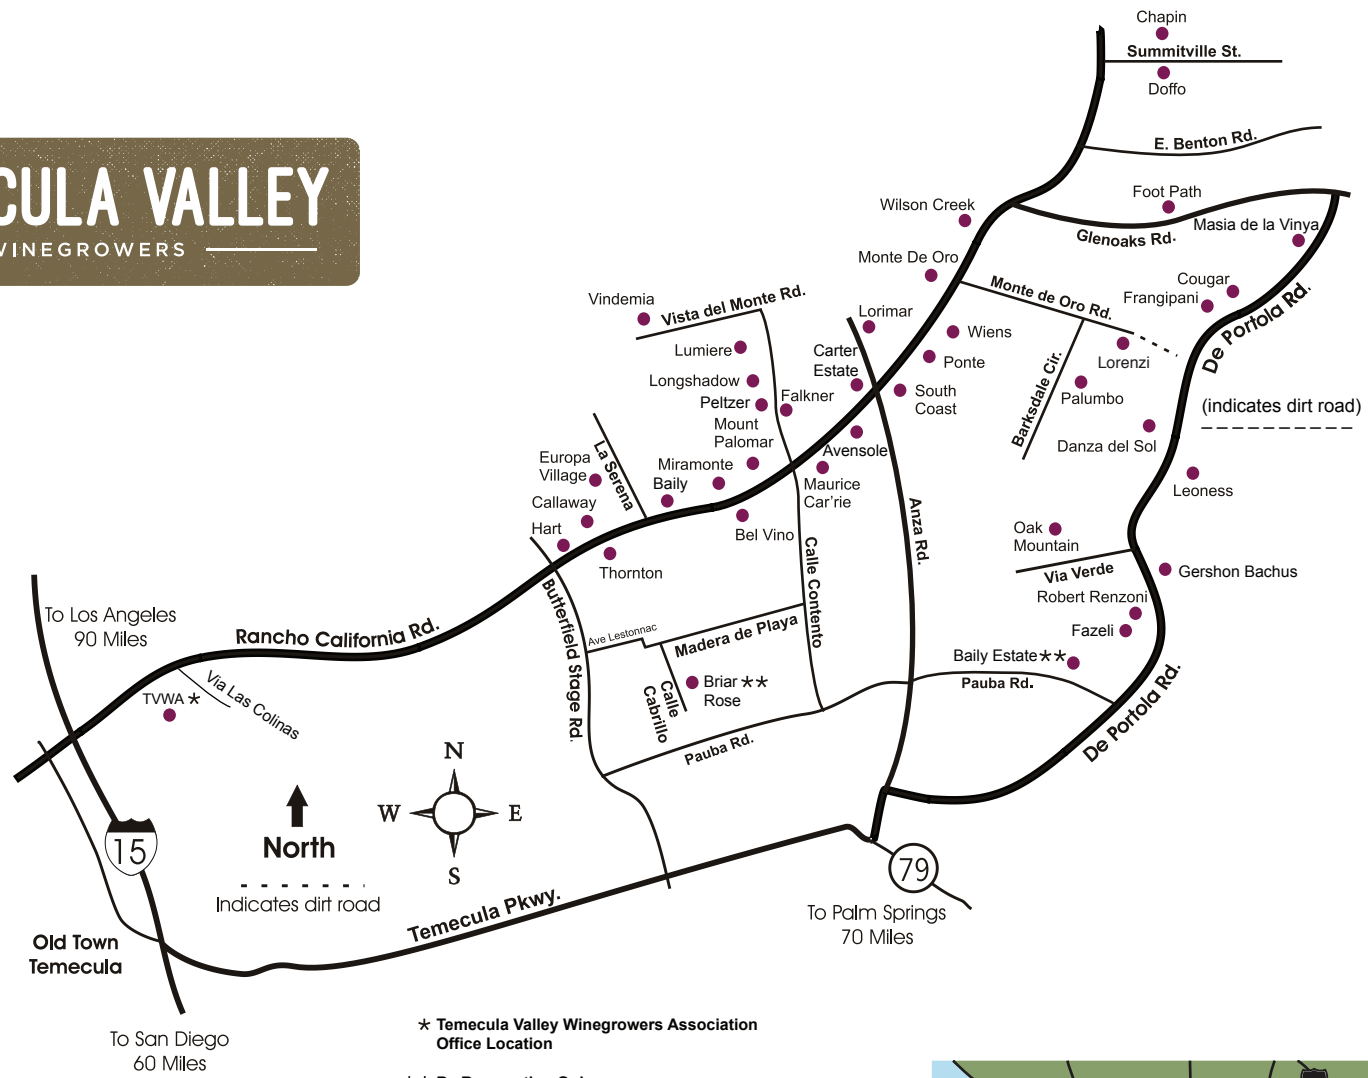 Chapin
Summitville St.
Doffo
E. Benton Rd.
CULA VALLEY
WINEGROWERS
Foot Path
Wilson Creek
Masia de la Vinya
Glenoaks Rd.
Monte De Oro
Cougar
Monte de Oro Rd.
Frangipani
Vindemia
Vista del Monte Rd.
Lorimar
De Portola Rd.
Wiens
Lumiere
Carter
Estate
Ponte
Lorenzi
Barksdale Cir.
Longshadow
Falkner
South
Coast
Palumbo
(indicates dirt road)
Peltzer
Mount
Palomar
Avensole
Danza del Sol
La Serena
Europa
Village
Miramonte
Baily
Maurice
Car'rie
Leoness
Callaway
Hart
Bel Vino
Anza Rd.
Oak
Mountain
Thornton
Calle Contento
Via Verde
Gershon Bachus
Butterfield Stage Rd.
Robert Renzoni
To Los Angeles
90 Miles
Rancho California Rd.
Ave Lestonnac
Madera de Playa
Fazeli
Baily Estate**
Pauba Rd.
Via Las Colinas
TVWA *
Calle
Cabrillo
Briar **
Rose
De Portola Rd.
Pauba Rd.
N
W
E
S
15
North
Indicates dirt road
79
Temecula Pkwy.
To Palm Springs
70 Miles
Old Town
Temecula
To San Diego
60 Miles
* Temecula Valley Winegrowers Association
Office Location